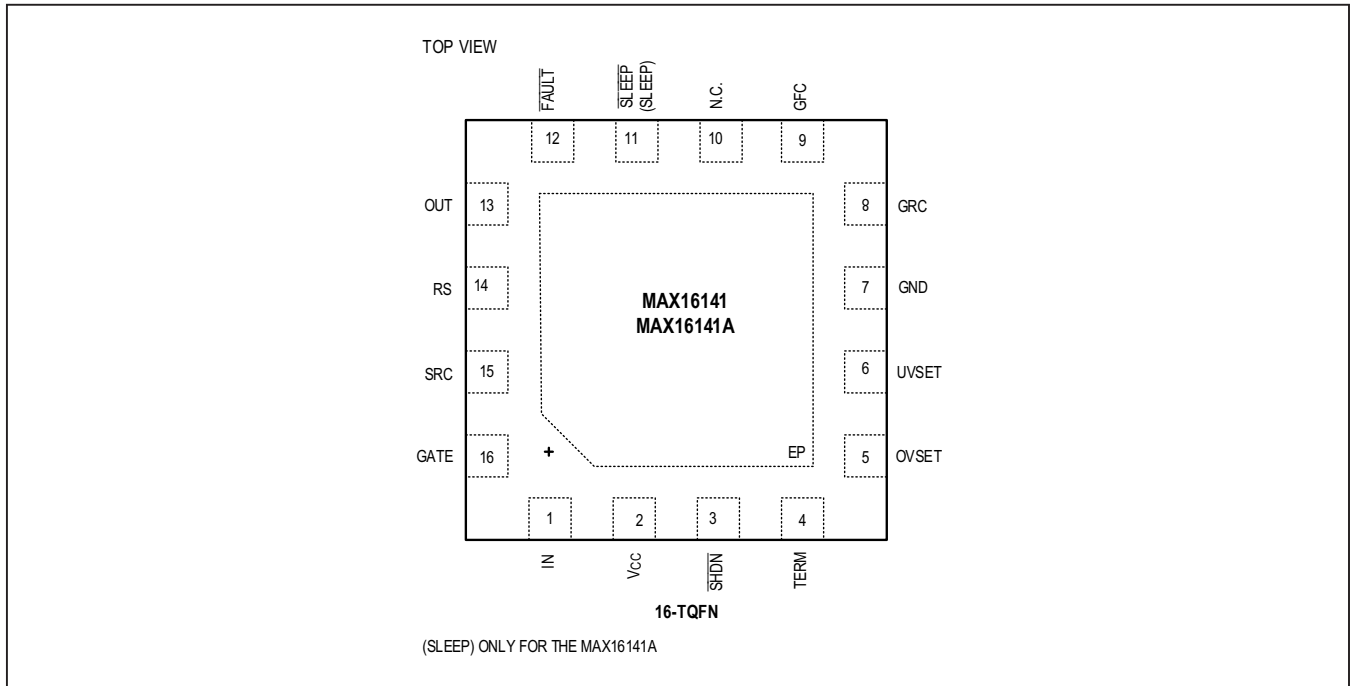 TOP VIEW
FAULT
SLEEP
(SLEEP)
N.C.
GFC
12
11
10
9
OUT
13
8
GRC
RS
14
7
GND
MAX16141
MAX16141A
SRC
15
6
UVSET
GATE
16
+
EP
5
OVSET
1
2
3
4
IN
VCC
SHDN
TERM
16-TQFN
(SLEEP) ONLY FOR THE MAX16141A